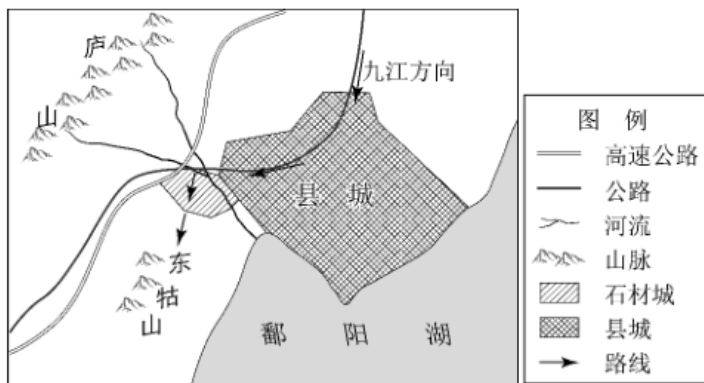 庐
山
九江方向
县城
东
牯
山
鄱阳湖
图例
高速公路
公路
河流
山脉
石材城
县城
路线